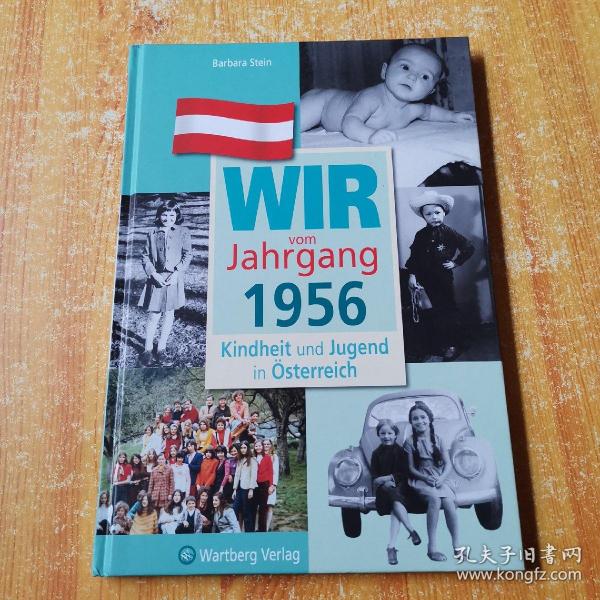 Barbara Stein
WIR
vom
Jahrgang
1956
Kindheit und Jugend
in Österreich
Wartberg Verlag
孔夫子旧书网
www.kongfz.com